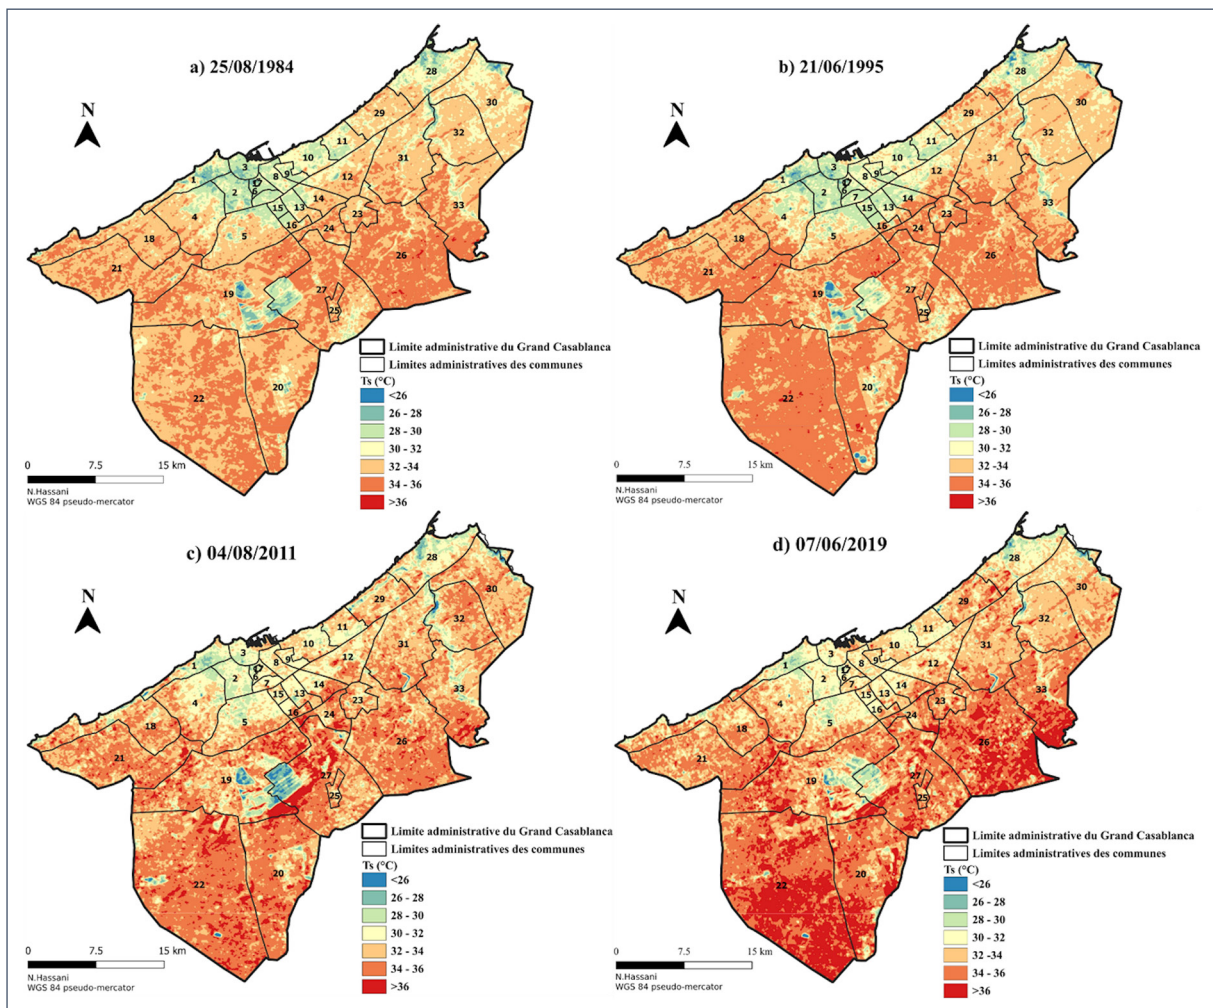 a) 25/08/1984
N
28
30
29
32
11
10
31
3
8
9
12
1
6
2
14
33
15
13
23
4
16
24
18
5
26
21
19
27
25
20
22
Limite administrative du Grand Casablanca
Limites administratives des communes
Ts (°C)
<26
26 - 28
28 - 30
30 - 32
32 -34
34 - 36
>36
0 7.5 15 km
N.Hassani
WGS 84 pseudo-mercator
b) 21/06/1995
N
28
30
29
32
11
10
31
3
8
9
12
1
6
2
7
14
33
15
13
23
4
16
24
18
5
26
21
19
27
25
20
22
Limite administrative du Grand Casablanca
Limites administratives des communes
Ts (°C)
<26
26 - 28
28 - 30
30 - 32
32 -34
34 - 36
>36
0 7.5 15 km
N.Hassani
WGS 84 pseudo-mercator
c) 04/08/2011
N
28
30
29
32
11
10
31
3
8
9
12
1
6
2
7
14
33
15
13
23
4
16
24
18
5
26
21
19
27
25
20
22
Limite administrative du Grand Casablanca
Limites administratives des communes
Ts (°C)
<26
26 - 28
28 - 30
30 - 32
32 - 34
34 - 36
>36
0 7.5 15 km
N.Hassani
WGS 84 pseudo-mercator
d) 07/06/2019
N
28
30
29
32
11
10
31
3
8
9
12
1
6
2
7
14
33
15
13
23
4
16
24
18
5
26
21
19
27
25
20
22
Limite administrative du Grand Casablanca
Limites administratives des communes
Ts (°C)
<26
26 - 28
28 - 30
30 - 32
32 -34
34 - 36
>36
0 7.5 15 km
N.Hassani
WGS 84 pseudo-mercator